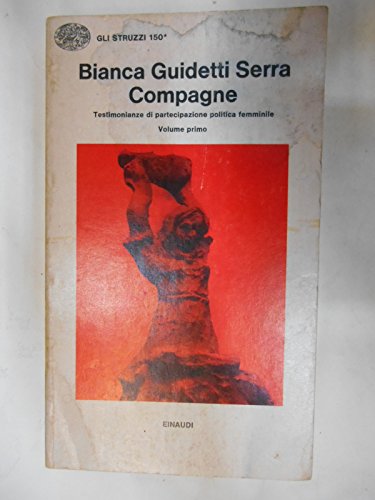 GLI STRUZZI 150*
Bianca Guidetti Serra
Compagne
Testimonianze di partecipazione politica femminile
Volume primo
EINAUDI